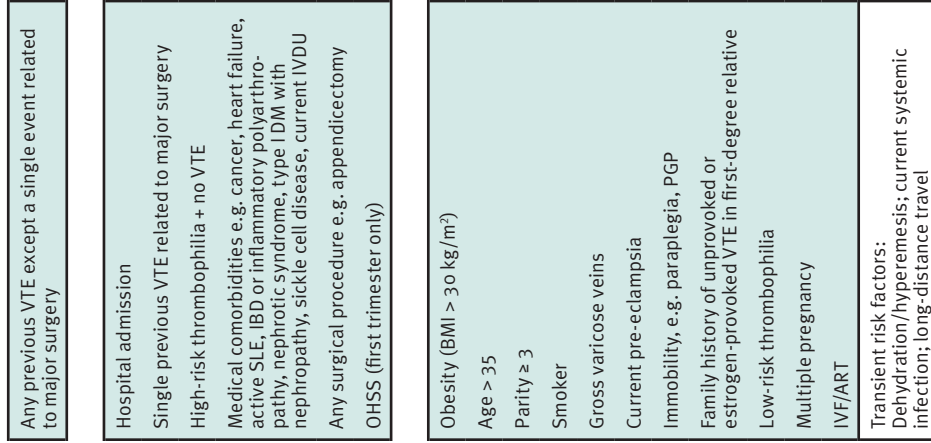 Any previous VTE except a single event related
to major surgery
Hospital admission
Single previous VTE related to major surgery
High-risk thrombophilia + no VTE
Medical comorbidities e.g. cancer, heart failure,
active SLE, IBD or inflammatory polyarthro-
pathy, nephrotic syndrome, type I DM with
nephropathy, sickle cell disease, current IVDU
Any surgical procedure e.g. appendicectomy
OHSS (first trimester only)
Obesity (BMI > 30 kg/m²)
Age > 35
Parity ≥ 3
Smoker
Gross varicose veins
Current pre-eclampsia
Immobility, e.g. paraplegia, PGP
Family history of unprovoked or
estrogen-provoked VTE in first-degree relative
Low-risk thrombophilia
Multiple pregnancy
IVF/ART
Transient risk factors:
Dehydration/hyperemesis; current systemic
infection; long-distance travel